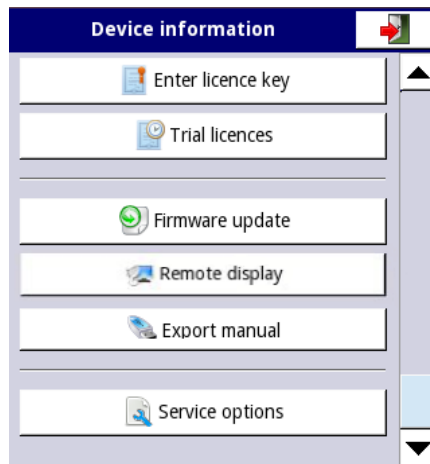 Device information
Enter licence key
Trial licences
Firmware update
Remote display
Export manual
Service options